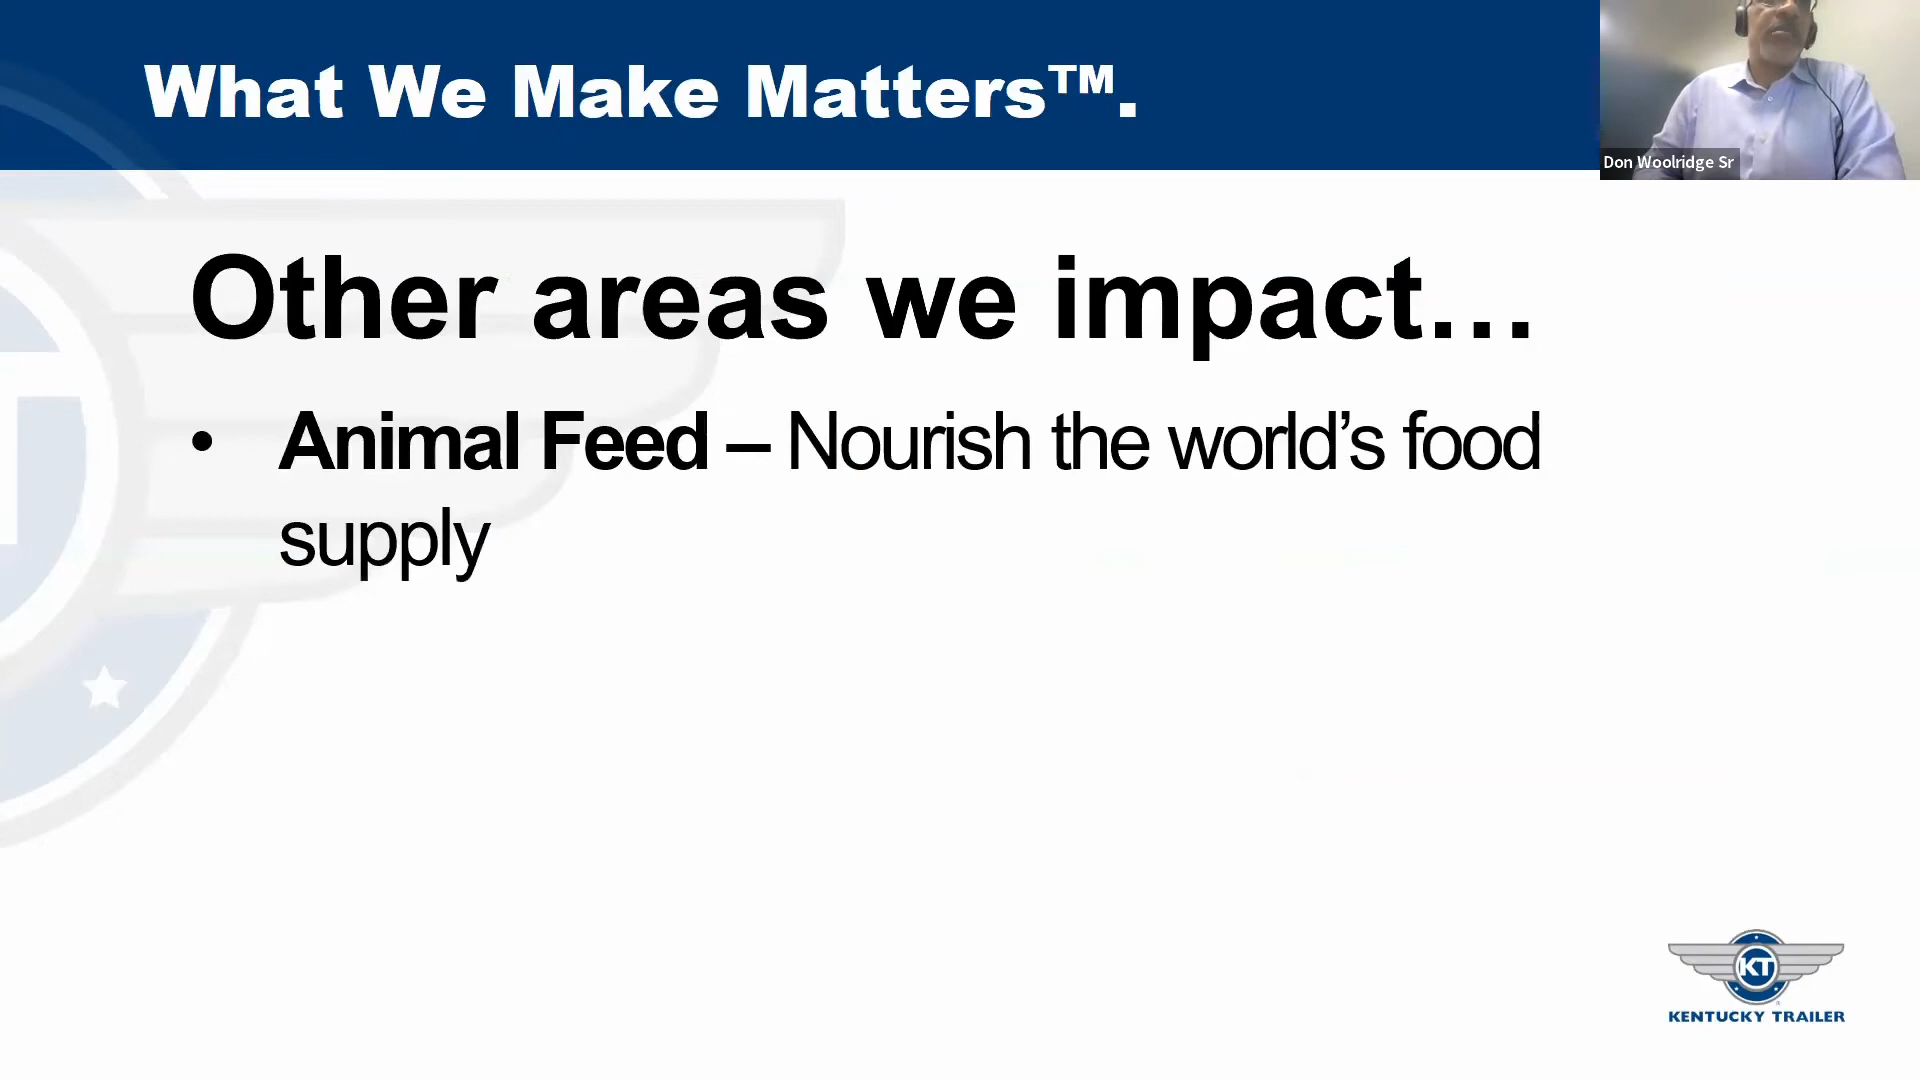 What We Make Matters™.
Don Woolridge Sr
Other areas we impact…
• Animal Feed – Nourish the world’s food
supply
KT
KENTUCKY TRAILER